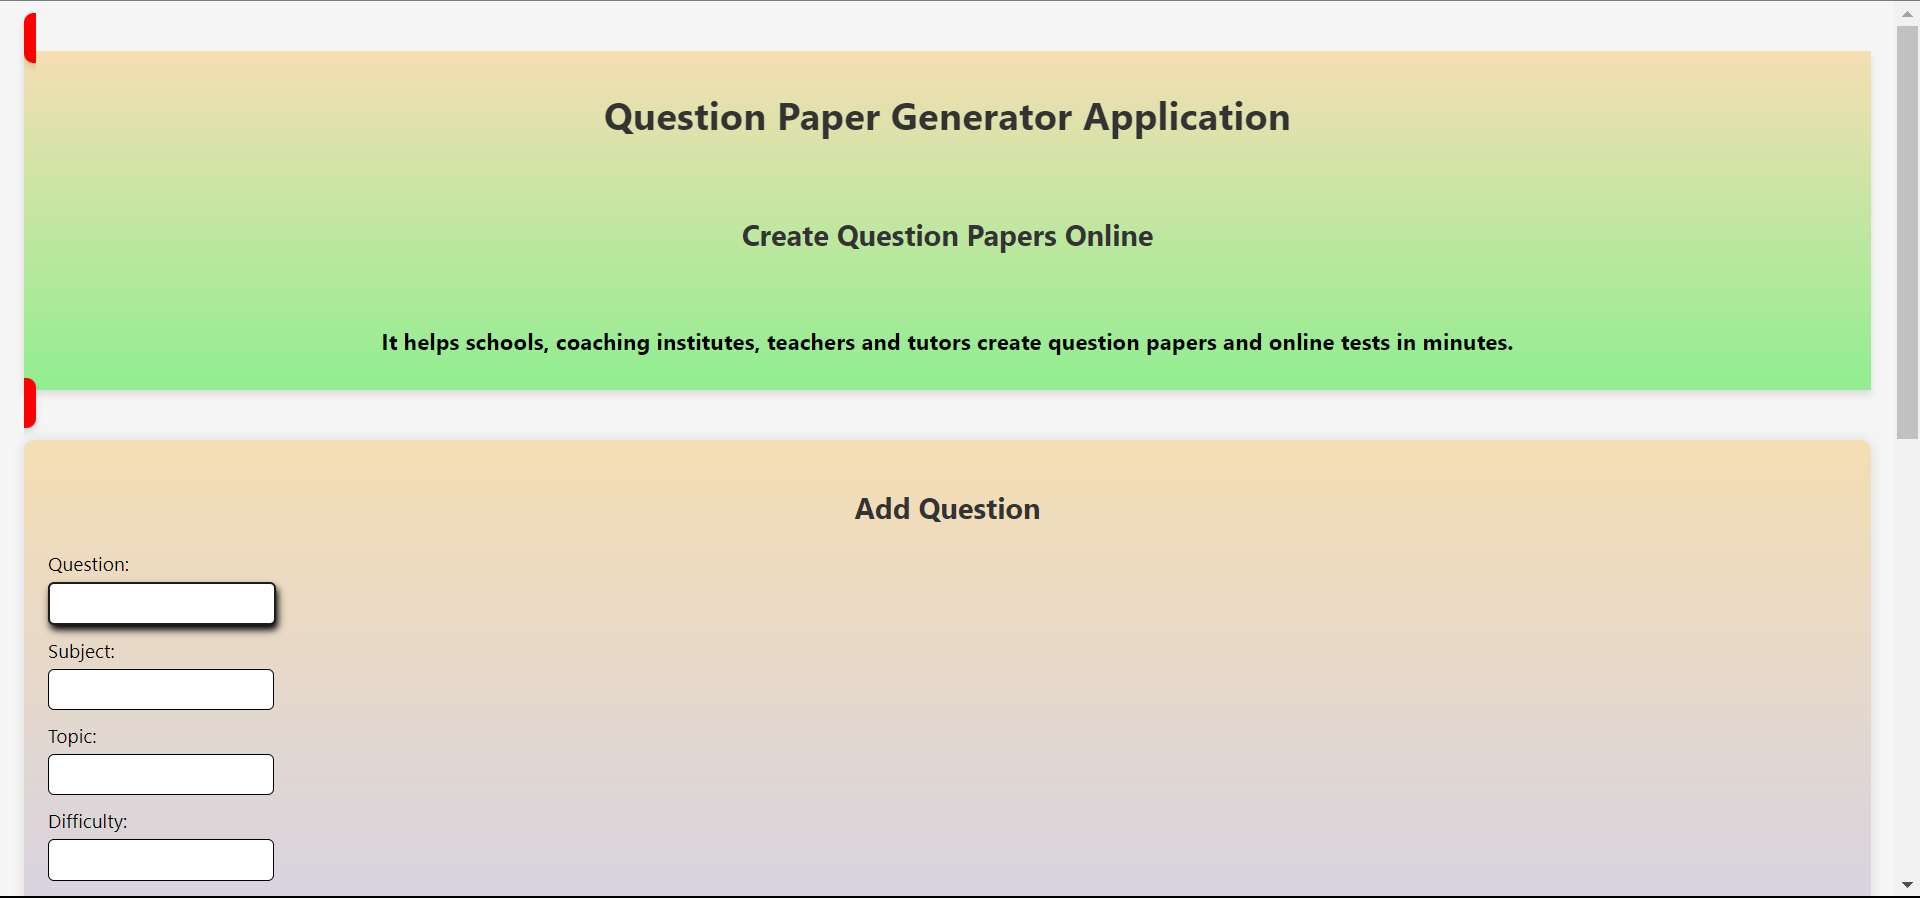 Question Paper Generator Application
Create Question Papers Online
It helps schools, coaching institutes, teachers and tutors create question papers and online tests in minutes.
Add Question
Question:
Subject:
Topic:
Difficulty: